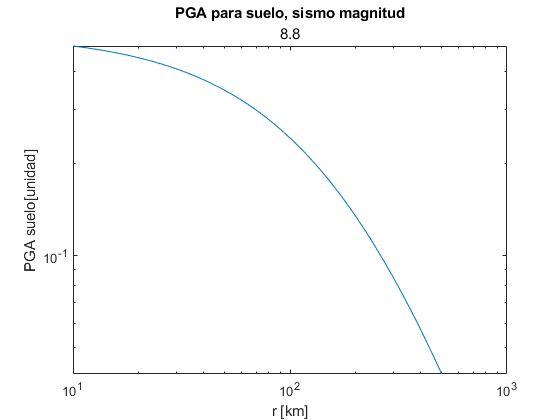 PGA para suelo, sismo magnitud
8.8
PGA suelo[unidad]
10^-1
10^1
10^2
10^3
r [km]